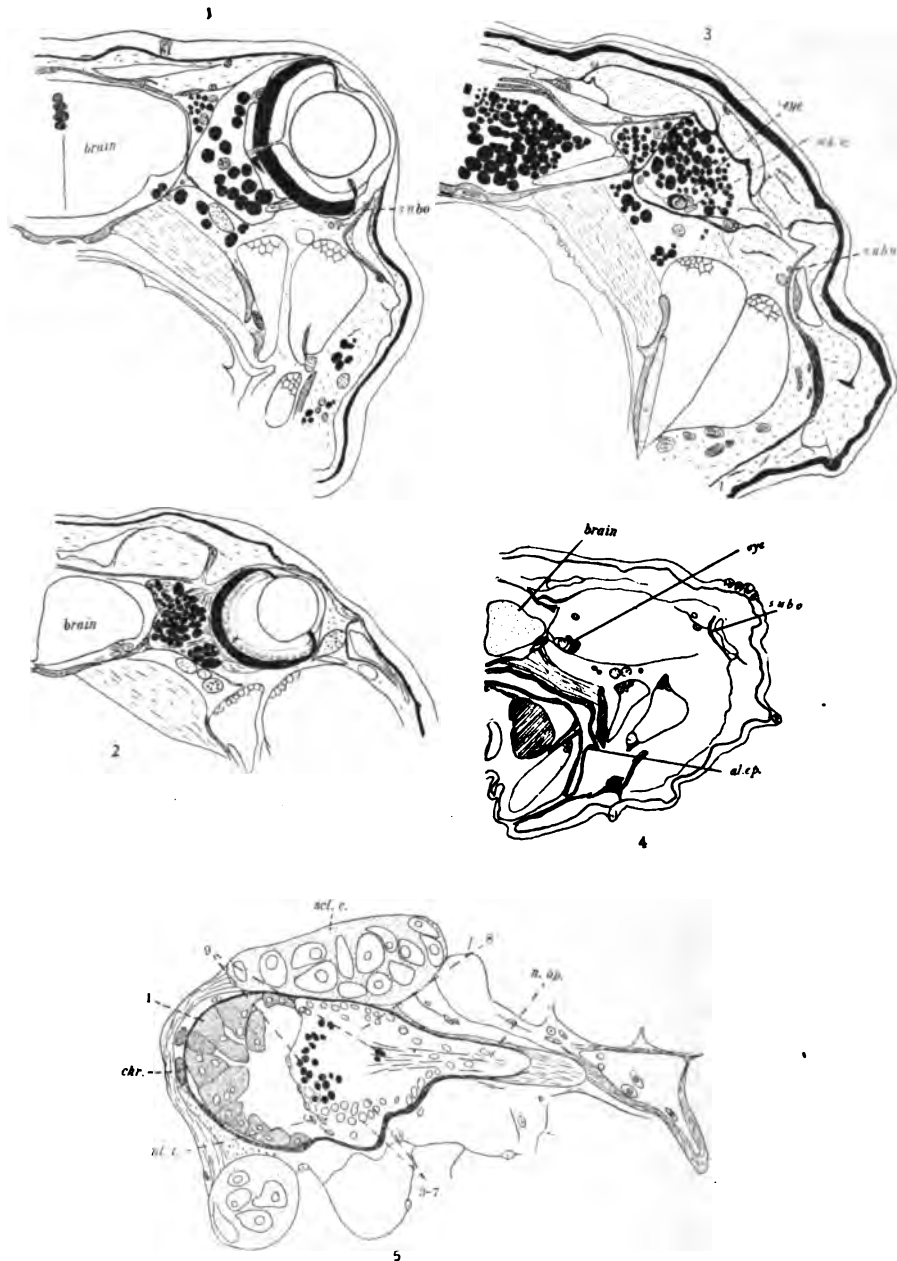 1
brain
subo
3
eye
subo
brain
2
brain
eye
subo
al.ep.
4
scl. c.
9
1
8
n. op.
1
chr.
3-7
5